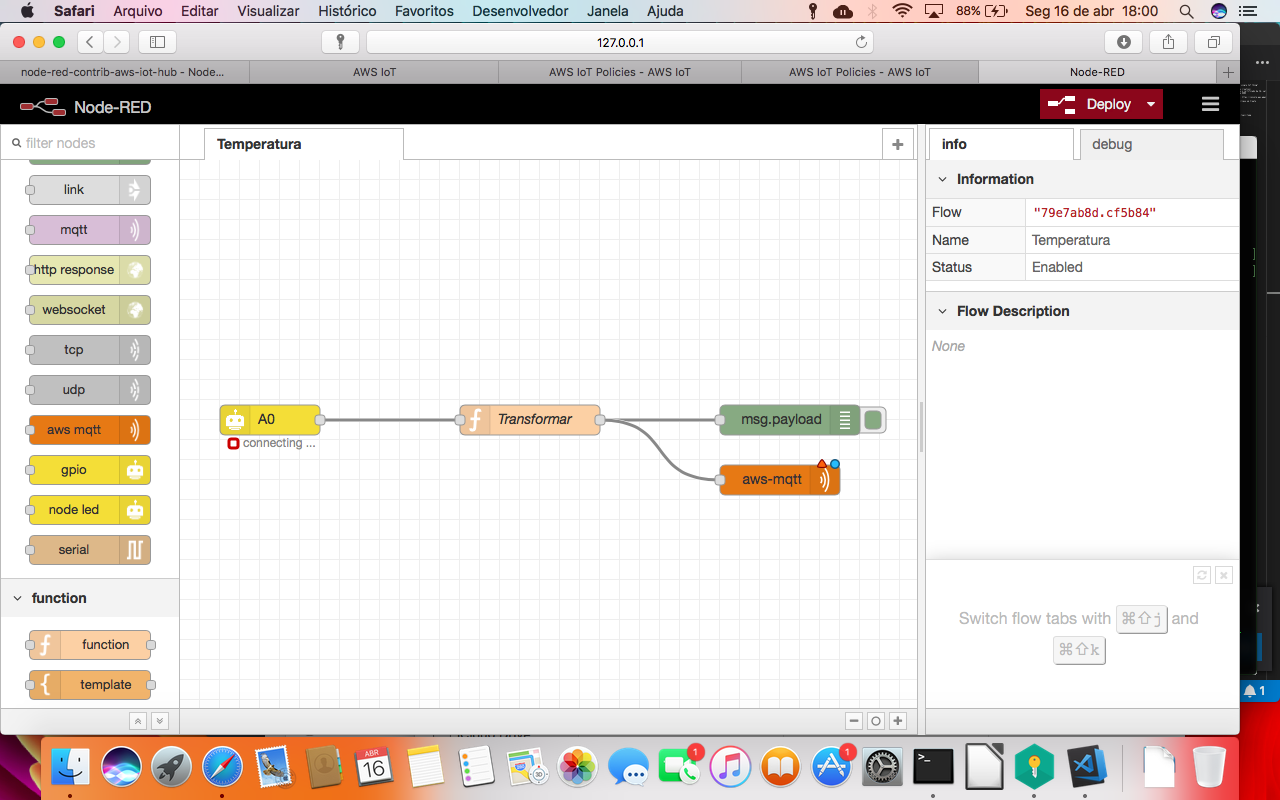 Safari Arquivo Editar Visualizar Histórico Favoritos Desenvolvedor Janela Ajuda 88% Seg 16 de abr 18:00
127.0.0.1
node-red-contrib-aws-iot-hub - Node... AWS IoT AWS IoT Policies - AWS IoT AWS IoT Policies - AWS IoT Node-RED
Node-RED Deploy
filter nodes
Temperatura
info debug
link
mqtt
http response
websocket
tcp
udp
aws mqtt
gpio
node led
serial
function
function
template
A0
connecting ...
Transformar
msg.payload
aws-mqtt
Information
Flow "79e7ab8d.cf5b84"
Name Temperatura
Status Enabled
Flow Description
None
Switch flow tabs with ⌘⇧j and
⌘⇧k
1
ABR
16
30
1
1
>_